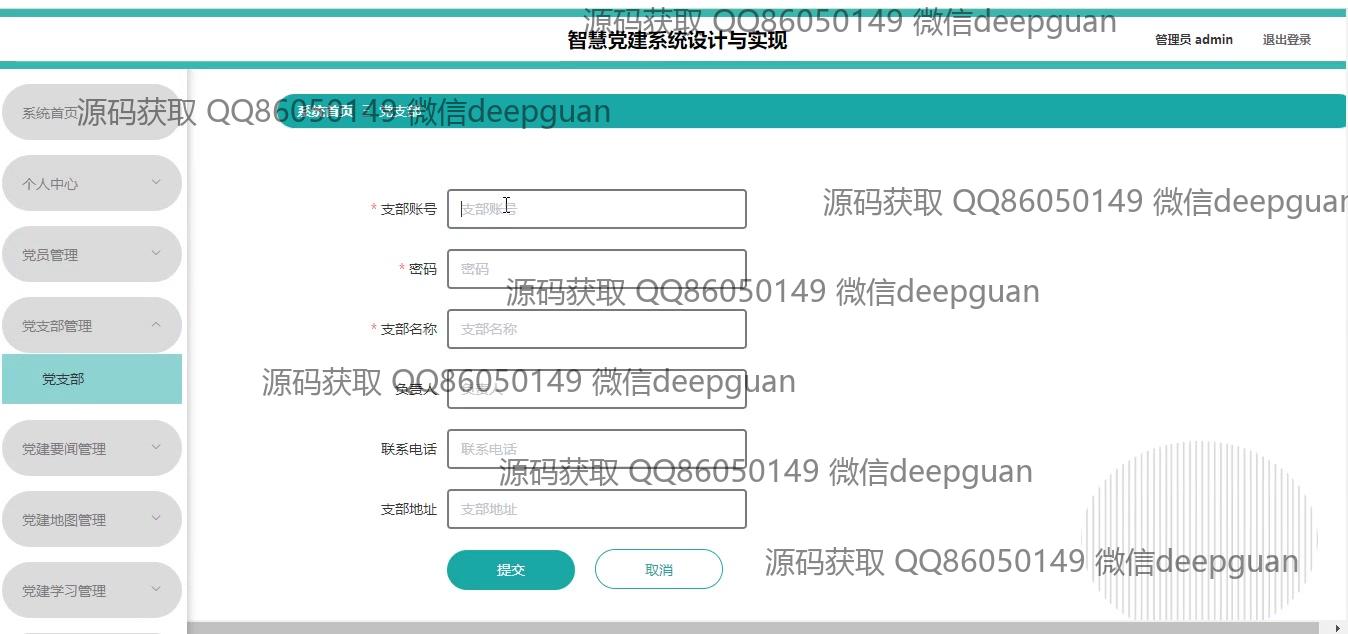 源码获取 QQ86050149 微信deepguan
智慧党建系统设计与实现
管理员 admin
退出登录
系统首页
源码获取 QQ86050149 微信deepguan
系统首页
党支部
个人中心
源码获取 QQ86050149 微信deepguan
* 支部账号
支部账号
党员管理
* 密码
密码
源码获取 QQ86050149 微信deepguan
党支部管理
* 支部名称
支部名称
党支部
源码获取 QQ86050149 微信deepguan
负责人
负责人
党建要闻管理
联系电话
联系电话
源码获取 QQ86050149 微信deepguan
党建地图管理
支部地址
支部地址
源码获取 QQ86050149 微信deepguan
提交
取消
党建学习管理